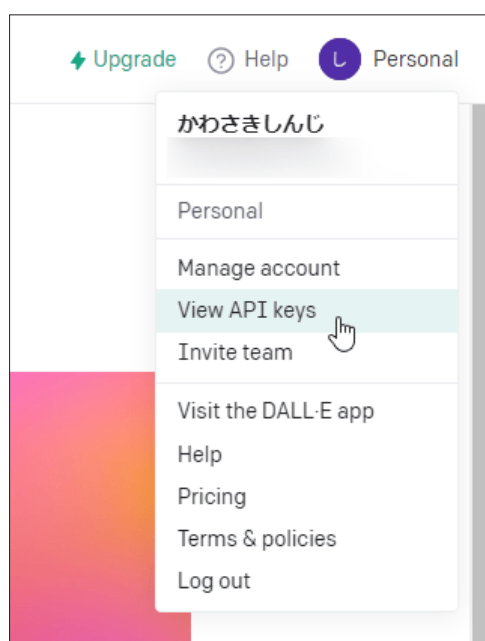 Upgrade Help し Personal
かわさきしんじ
Personal
Manage account
View API keys
Invite team
Visit the DALL·E app
Help
Pricing
Terms & policies
Log out